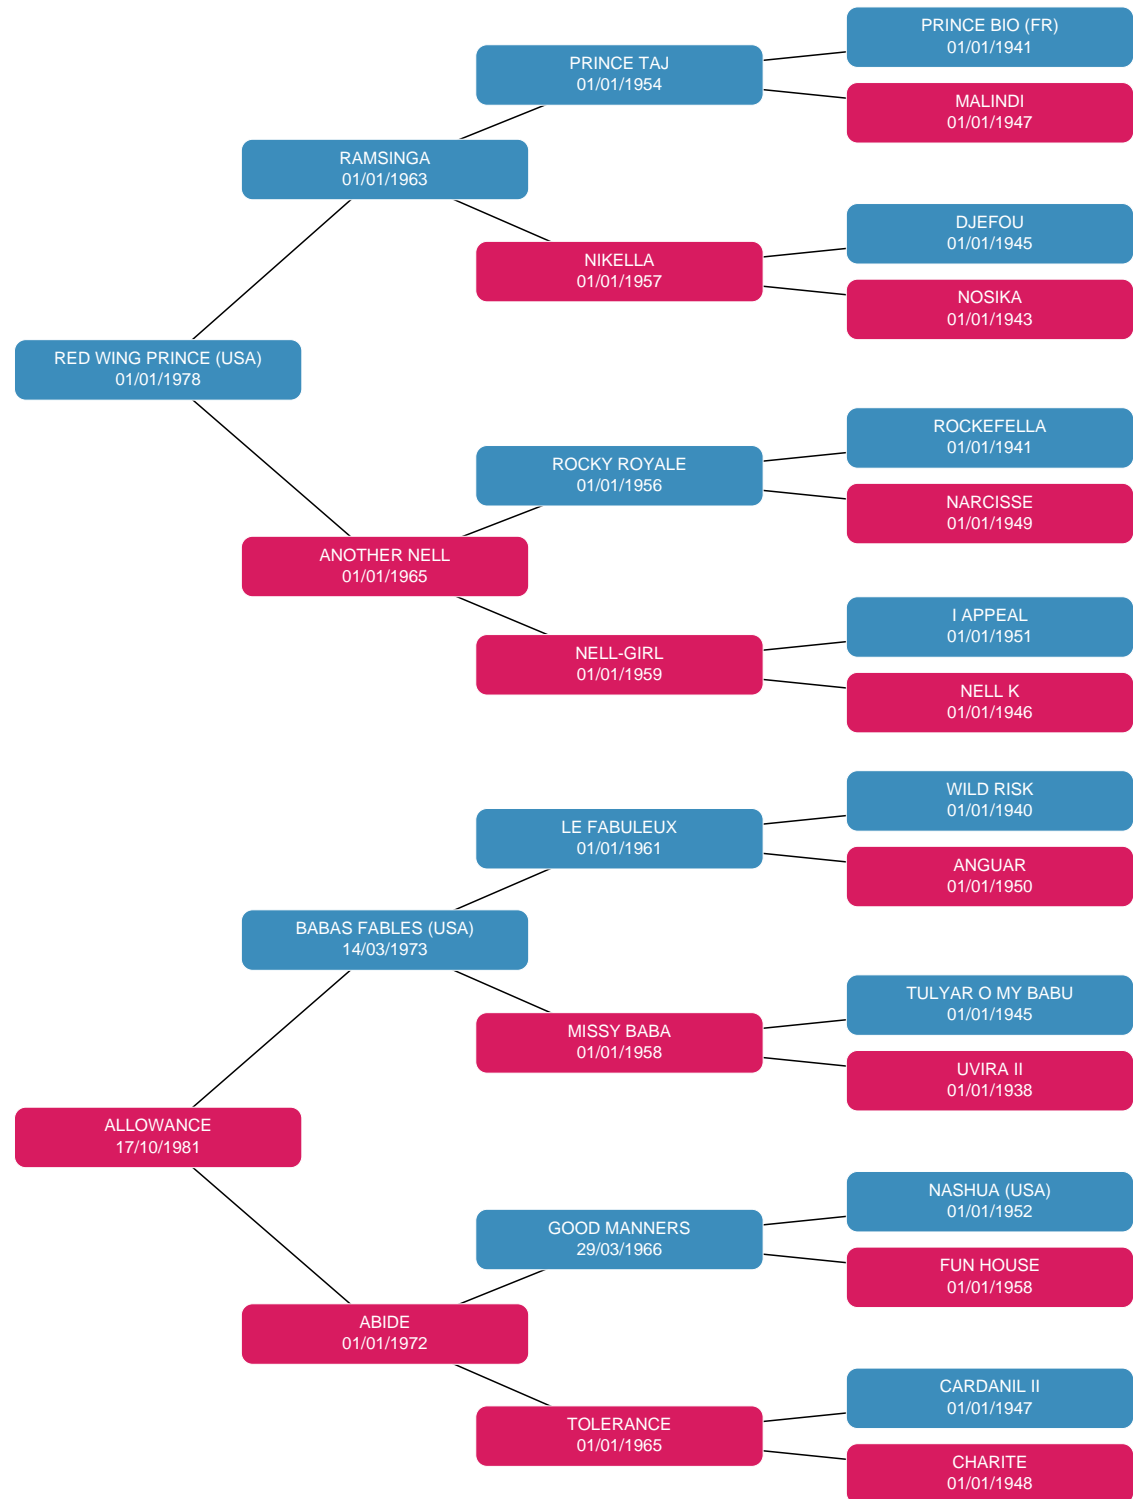 PRINCE BIO (FR)
01/01/1941
PRINCE TAJ
01/01/1954
MALINDI
01/01/1947
RAMSINGA
01/01/1963
DJEFOU
01/01/1945
NIKELLA
01/01/1957
NOSIKA
01/01/1943
RED WING PRINCE (USA)
01/01/1978
ROCKEFELLA
01/01/1941
ROCKY ROYALE
01/01/1956
NARCISSE
01/01/1949
ANOTHER NELL
01/01/1965
I APPEAL
01/01/1951
NELL-GIRL
01/01/1959
NELL K
01/01/1946
WILD RISK
01/01/1940
LE FABULEUX
01/01/1961
ANGUAR
01/01/1950
BABAS FABLES (USA)
14/03/1973
TULYAR O MY BABU
01/01/1945
MISSY BABA
01/01/1958
UVIRA II
01/01/1938
ALLOWANCE
17/10/1981
NASHUA (USA)
01/01/1952
GOOD MANNERS
29/03/1966
FUN HOUSE
01/01/1958
ABIDE
01/01/1972
CARDANIL II
01/01/1947
TOLERANCE
01/01/1965
CHARITE
01/01/1948